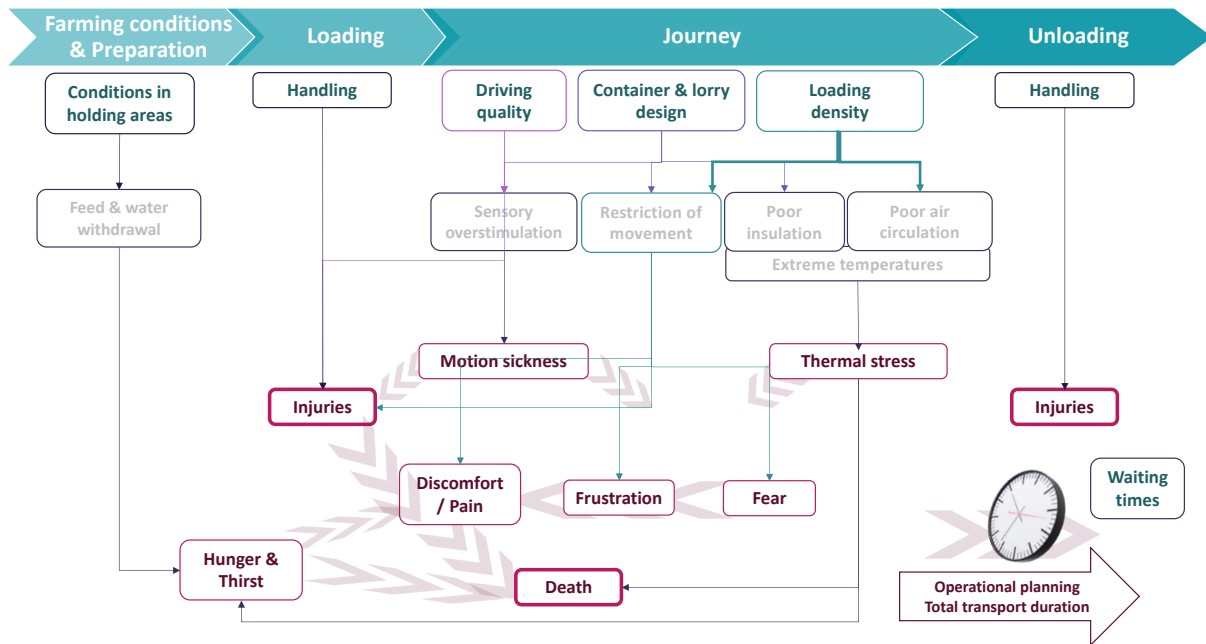 Farming conditions
& Preparation
Loading
Journey
Unloading
Conditions in
holding areas
Handling
Driving
quality
Container & lorry
design
Loading
density
Handling
Feed & water
withdrawal
Sensory
overstimulation
Restriction of
movement
Poor
insulation
Poor air
circulation
Extreme temperatures
Motion sickness
Thermal stress
Injuries
Injuries
Discomfort
/ Pain
Frustration
Fear
Waiting
times
Hunger &
Thirst
Death
Operational planning
Total transport duration